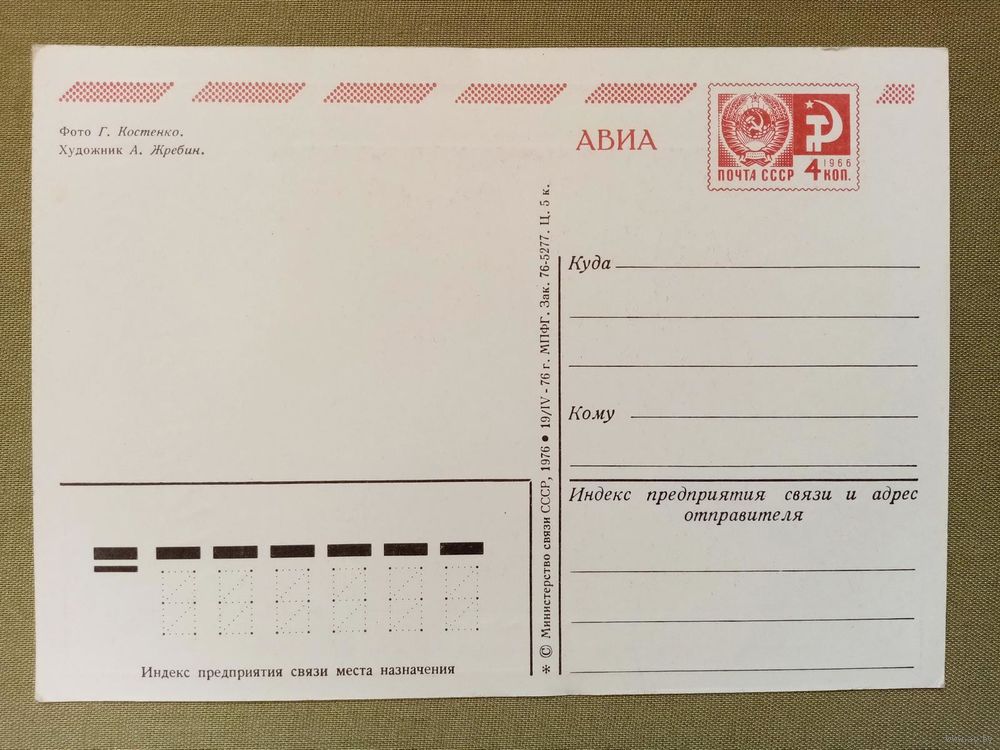 Фото Г. Костенко.
Художник А. Жребин.
АВИА
1966
ПОЧТА СССР 4 КОП.
Куда
Кому
Индекс предприятия связи и адрес
отправителя
* © Министерство связи СССР, 1976 • 19/IV - 76 г. МПФГ. Зак. 76-5277. Ц. 5 к.
Индекс предприятия связи места назначения